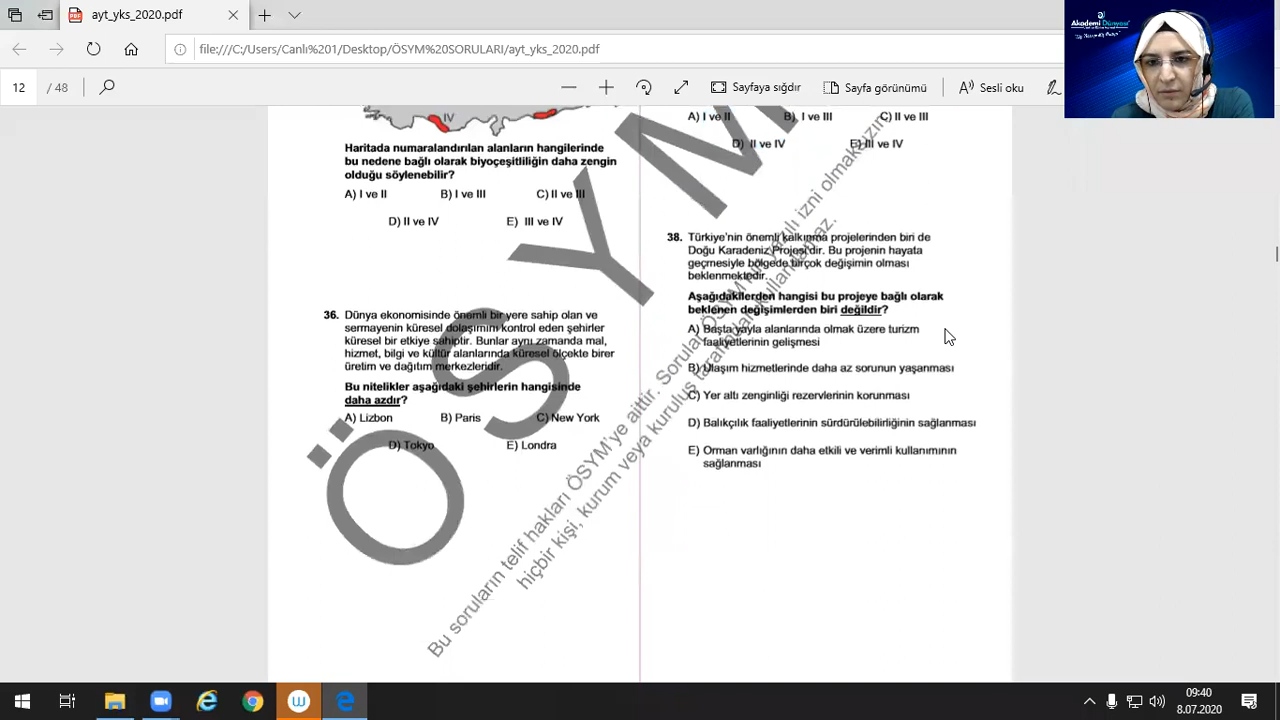 ayt_yks_2020.pdf
file:///C:/Users/Canlı%201/Desktop/ÖSYM%20SORULARI/ayt_yks_2020.pdf
12 / 48
Sayfaya sığdır
Sayfa görünümü
Sesli oku
Akademi Dünyası
IV
Haritada numaralandırılan alanların hangilerinde
bu nedene bağlı olarak biyoçeşitliliğin daha zengin
olduğu söylenebilir?
A) I ve II B) I ve III C) II ve III
D) II ve IV E) III ve IV
36. Dünya ekonomisinde önemli bir yere sahip olan ve
sermayenin küresel dolaşımını kontrol eden şehirler
küresel bir etkiye sahiptir. Bunlar aynı zamanda mal,
hizmet, bilgi ve kültür alanlarında küresel ölçekte birer
üretim ve dağıtım merkezleridir.
Bu nitelikler aşağıdaki şehirlerin hangisinde
daha azdır?
A) Lizbon B) Paris C) New York
D) Tokyo E) Londra
A) I ve II B) I ve III C) II ve III
D) II ve IV E) III ve IV
38. Türkiye'nin önemli kalkınma projelerinden biri de
Doğu Karadeniz Projesi'dir. Bu projenin hayata
geçmesiyle bölgede birçok değişimin olması
beklenmektedir.
Aşağıdakilerden hangisi bu projeye bağlı olarak
beklenen değişimlerden biri değildir?
A) Başta yayla alanlarında olmak üzere turizm
faaliyetlerinin gelişmesi
B) Ulaşım hizmetlerinde daha az sorunun yaşanması
C) Yer altı zenginliği rezervlerinin korunması
D) Balıkçılık faaliyetlerinin sürdürülebilirliğinin sağlanması
E) Orman varlığının daha etkili ve verimli kullanımının
sağlanması
ÖSYM
Bu soruların telif hakları ÖSYM'ye aittir. Sorular ÖSYM'nin yazılı izni olmaksızın
hiçbir kişi, kurum veya kuruluş tarafından kullanılamaz.
09:40
8.07.2020